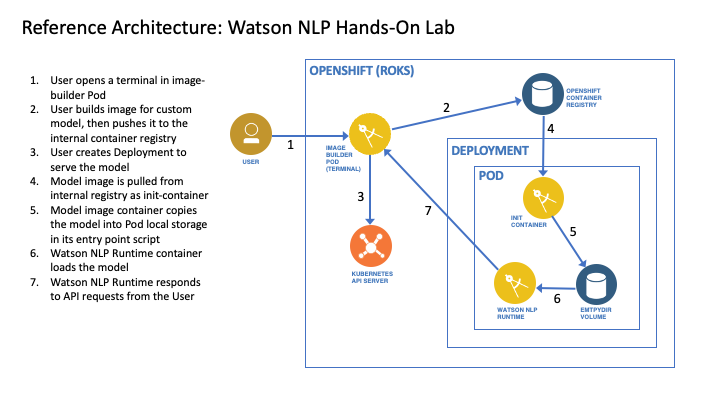 Reference Architecture: Watson NLP Hands-On Lab
1. User opens a terminal in image-
builder Pod
2. User builds image for custom
model, then pushes it to the
internal container registry
3. User creates Deployment to
serve the model
4. Model image is pulled from
internal registry as init-container
5. Model image container copies
the model into Pod local storage
in its entry point script
6. Watson NLP Runtime container
loads the model
7. Watson NLP Runtime responds
to API requests from the User
OPENSHIFT (ROKS)
USER
1
IMAGE
BUILDER
POD
(TERMINAL)
2
OPENSHIFT
CONTAINER
REGISTRY
3
KUBERNETES
API SERVER
4
DEPLOYMENT
POD
INIT
CONTAINER
5
EMTPYDIR
VOLUME
6
WATSON NLP
RUNTIME
7